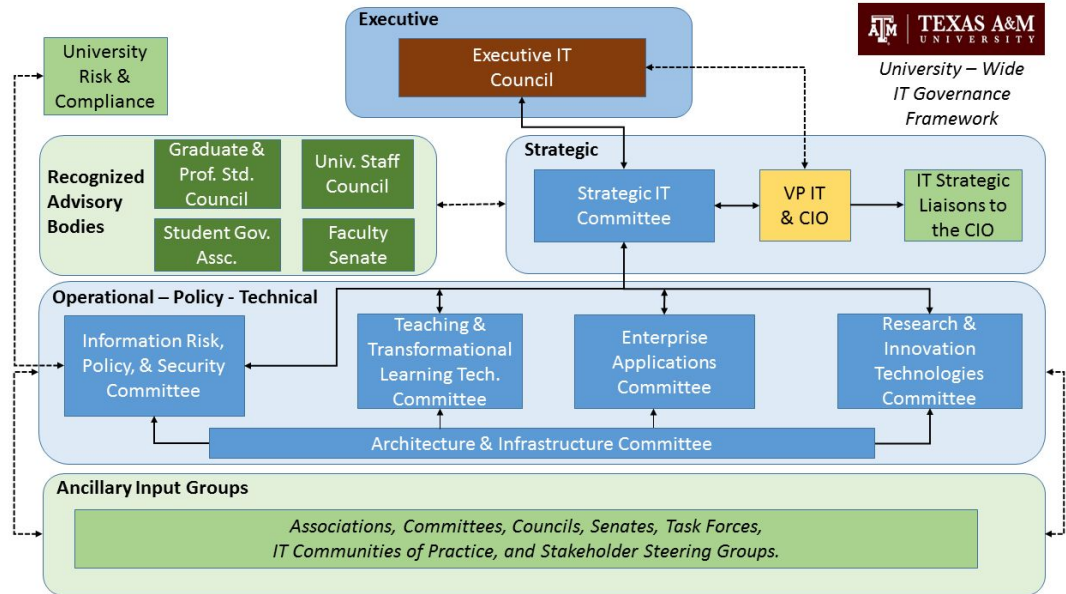 Executive
Executive IT
Council
ATM
TEXAS A&M
UNIVERSITY
University – Wide
IT Governance
Framework
University
Risk &
Compliance
Recognized
Advisory
Bodies
Graduate &
Prof. Std.
Council
Univ. Staff
Council
Student Gov.
Assc.
Faculty
Senate
Strategic
Strategic IT
Committee
VP IT
& CIO
IT Strategic
Liaisons to
the CIO
Operational – Policy - Technical
Information Risk,
Policy, & Security
Committee
Teaching &
Transformational
Learning Tech.
Committee
Enterprise
Applications
Committee
Research &
Innovation
Technologies
Committee
Architecture & Infrastructure Committee
Ancillary Input Groups
Associations, Committees, Councils, Senates, Task Forces,
IT Communities of Practice, and Stakeholder Steering Groups.